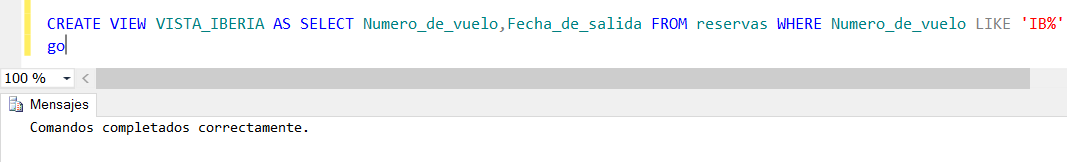 CREATE VIEW VISTA_IBERIA AS SELECT Numero_de_vuelo,Fecha_de_salida FROM reservas WHERE Numero_de_vuelo LIKE 'IB%'
go
100 %
Mensajes
Comandos completados correctamente.